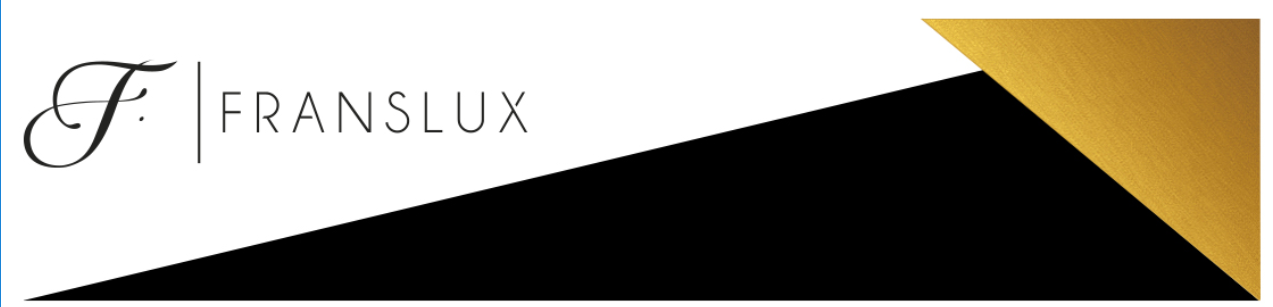 F. | FRANSLUX